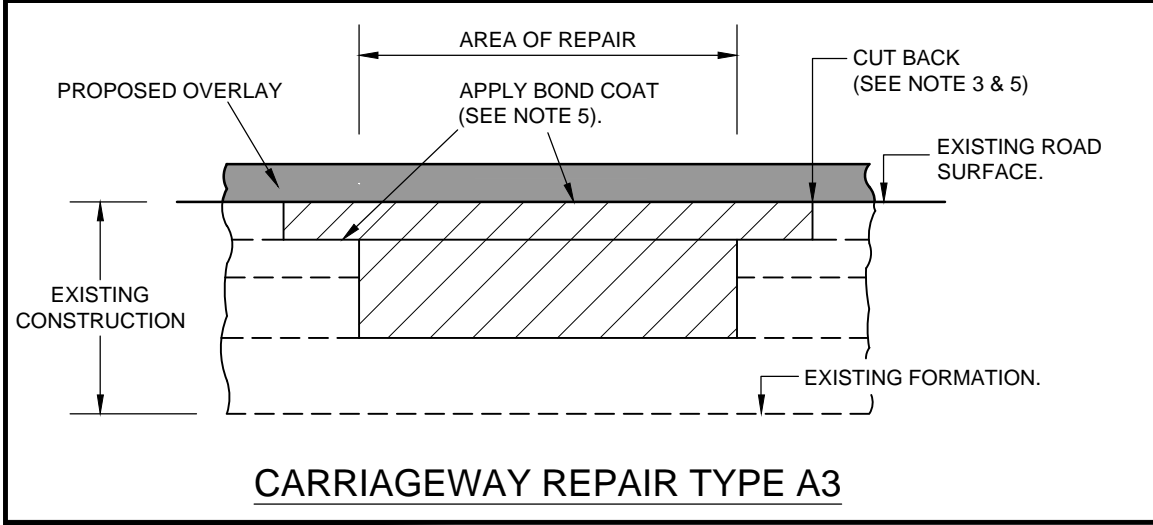 AREA OF REPAIR
CUT BACK
(SEE NOTE 3 & 5)
PROPOSED OVERLAY
APPLY BOND COAT
(SEE NOTE 5).
EXISTING ROAD
SURFACE.
EXISTING
CONSTRUCTION
EXISTING FORMATION.
CARRIAGEWAY REPAIR TYPE A3